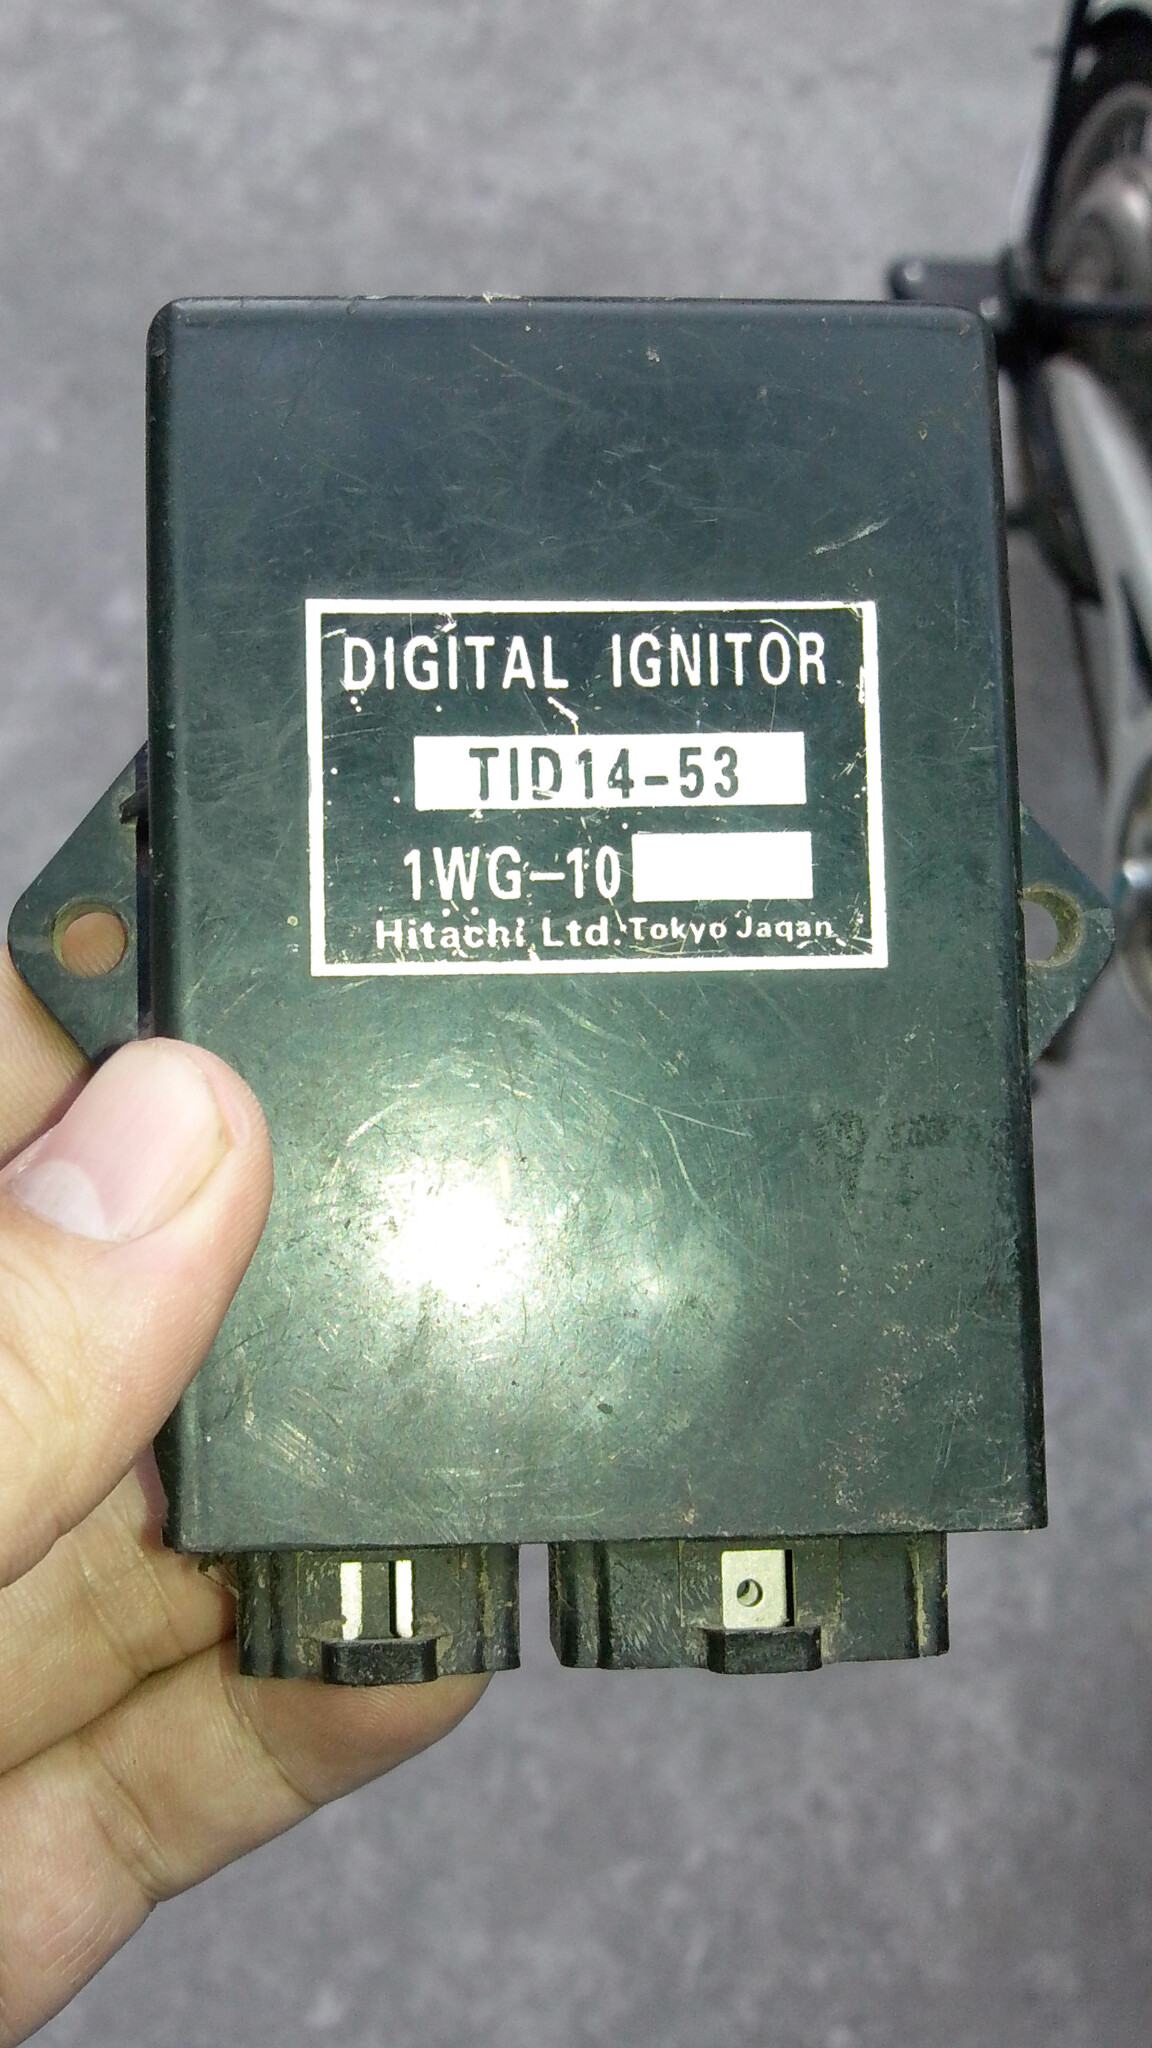 DIGITAL IGNITOR
TID14-53
1WG-10
Hitachi Ltd. Tokyo Jaqan